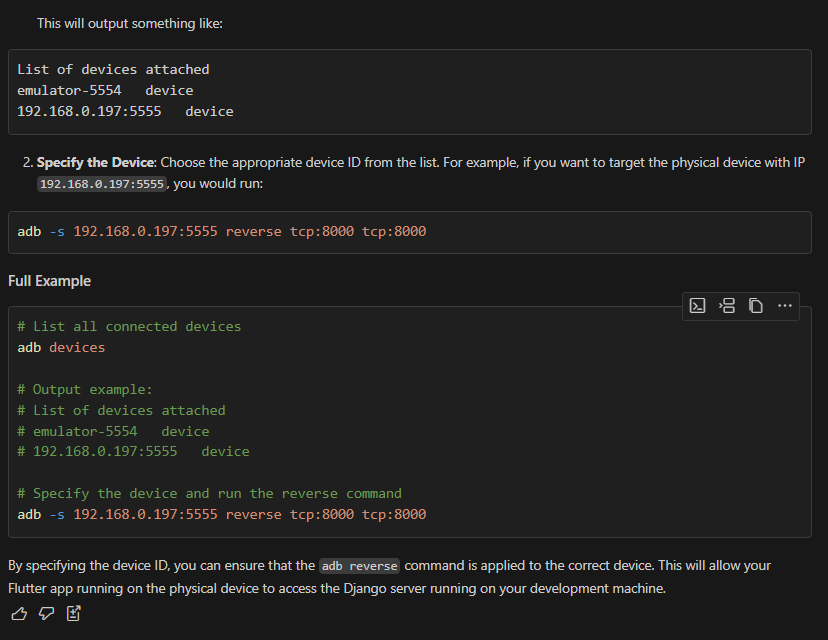 This will output something like:
List of devices attached
emulator-5554   device
192.168.0.197:5555   device
2. Specify the Device: Choose the appropriate device ID from the list. For example, if you want to target the physical device with IP
192.168.0.197:5555, you would run:
adb -s 192.168.0.197:5555 reverse tcp:8000 tcp:8000
Full Example
# List all connected devices
adb devices
# Output example:
# List of devices attached
# emulator-5554   device
# 192.168.0.197:5555   device
# Specify the device and run the reverse command
adb -s 192.168.0.197:5555 reverse tcp:8000 tcp:8000
By specifying the device ID, you can ensure that the adb reverse command is applied to the correct device. This will allow your
Flutter app running on the physical device to access the Django server running on your development machine.